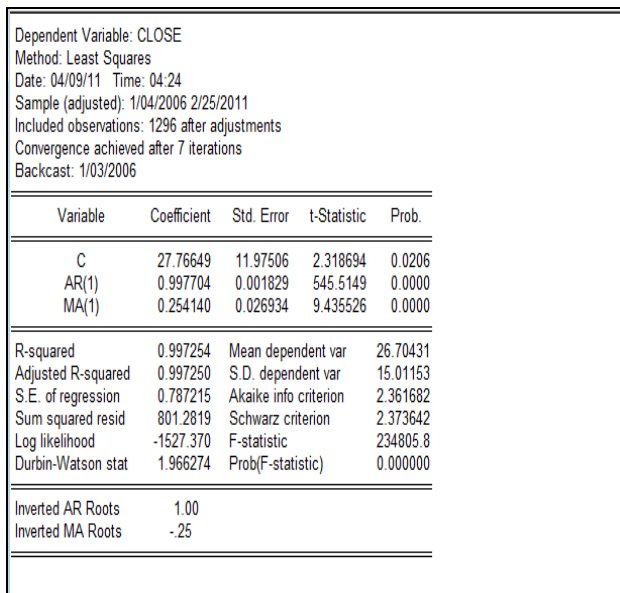 Dependent Variable: CLOSE
Method: Least Squares
Date: 04/09/11 Time: 04:24
Sample (adjusted): 1/04/2006 2/25/2011
Included observations: 1296 after adjustments
Convergence achieved after 7 iterations
Backcast: 1/03/2006
Variable Coefficient Std. Error t-Statistic Prob.
C 27.76649 11.97506 2.318694 0.0206
AR(1) 0.997704 0.001829 545.5149 0.0000
MA(1) 0.254140 0.026934 9.435526 0.0000
R-squared 0.997254 Mean dependent var 26.70431
Adjusted R-squared 0.997250 S.D. dependent var 15.01153
S.E. of regression 0.787215 Akaike info criterion 2.361682
Sum squared resid 801.2819 Schwarz criterion 2.373642
Log likelihood -1527.370 F-statistic 234805.8
Durbin-Watson stat 1.966274 Prob(F-statistic) 0.000000
Inverted AR Roots 1.00
Inverted MA Roots -.25